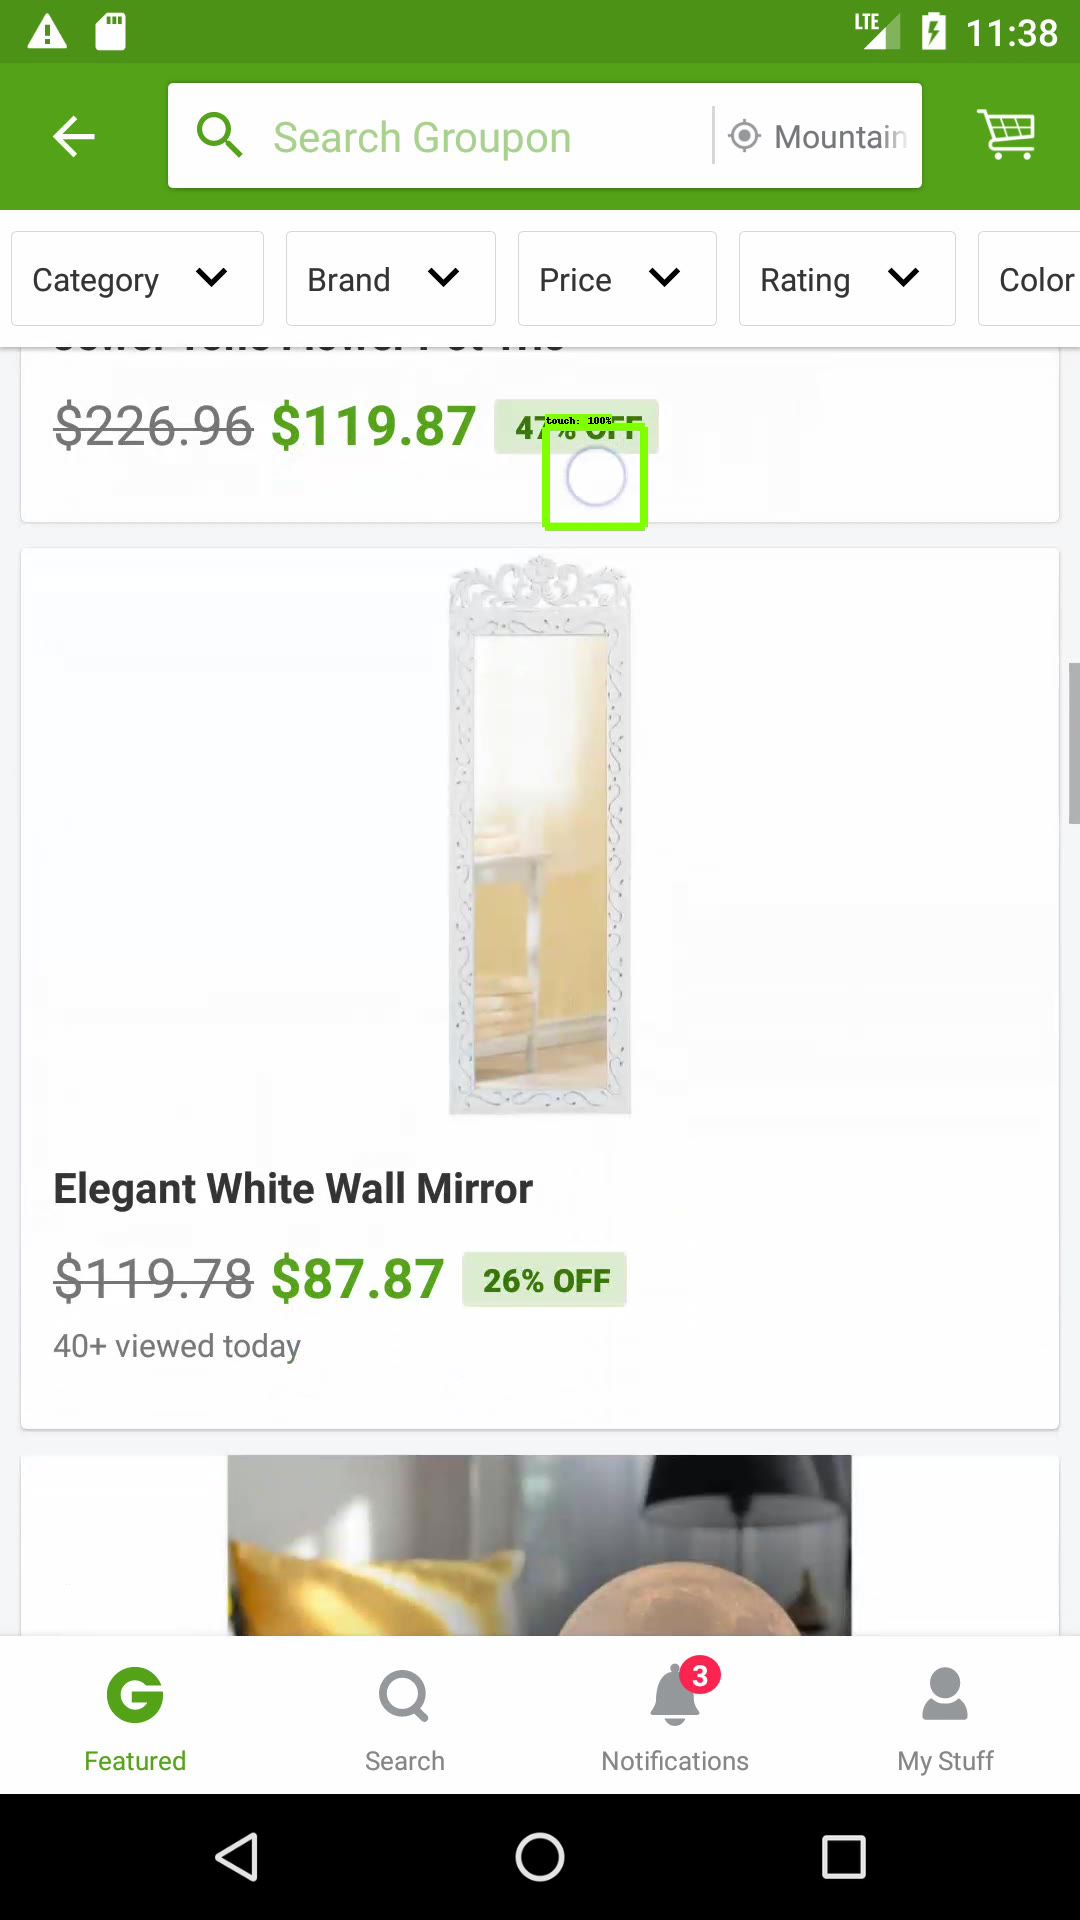 LTE 11:38
Search Groupon Mountain
Category Brand Price Rating Color
$226.96 $119.87 47% OFF
touch: 100%
Elegant White Wall Mirror
$119.78 $87.87 26% OFF
40+ viewed today
3
Featured Search Notifications My Stuff